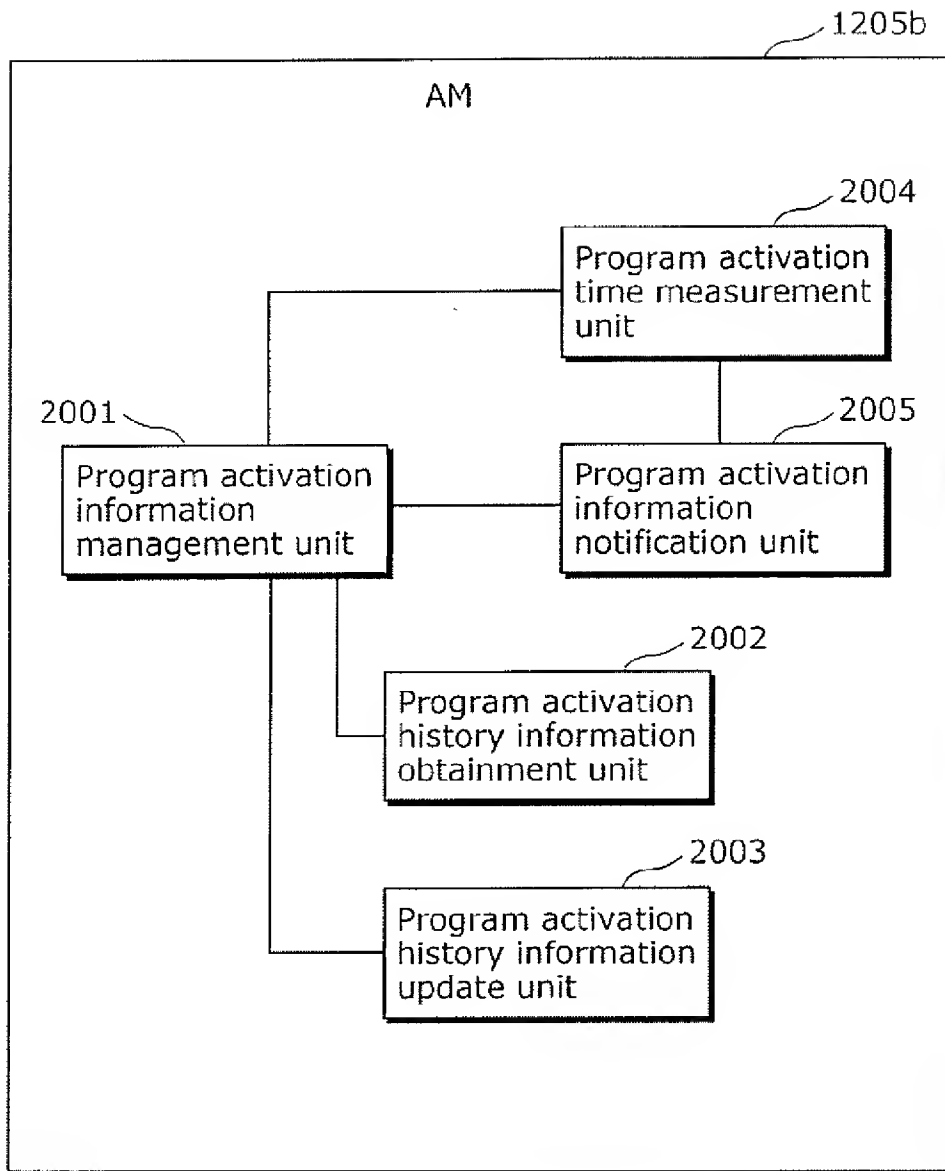 1205b
AM
2004
Program activation
time measurement
unit
2001
Program activation
information
management unit
2005
Program activation
information
notification unit
2002
Program activation
history information
obtainment unit
2003
Program activation
history information
update unit